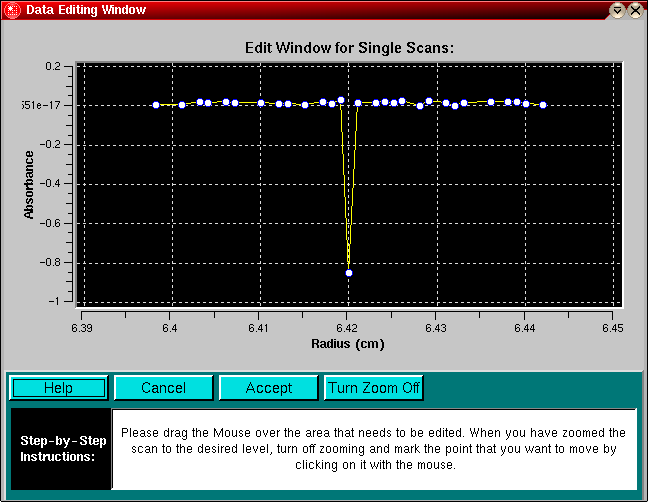 Data Editing Window
Edit Window for Single Scans:
0.2
551e-17
-0.2
-0.4
-0.6
-0.8
-1
Absorbance
6.39 6.4 6.41 6.42 6.43 6.44 6.45
Radius (cm)
Help Cancel Accept Turn Zoom Off
Step-by-Step
Instructions:
Please drag the Mouse over the area that needs to be edited. When you have zoomed the
scan to the desired level, turn off zooming and mark the point that you want to move by
clicking on it with the mouse.